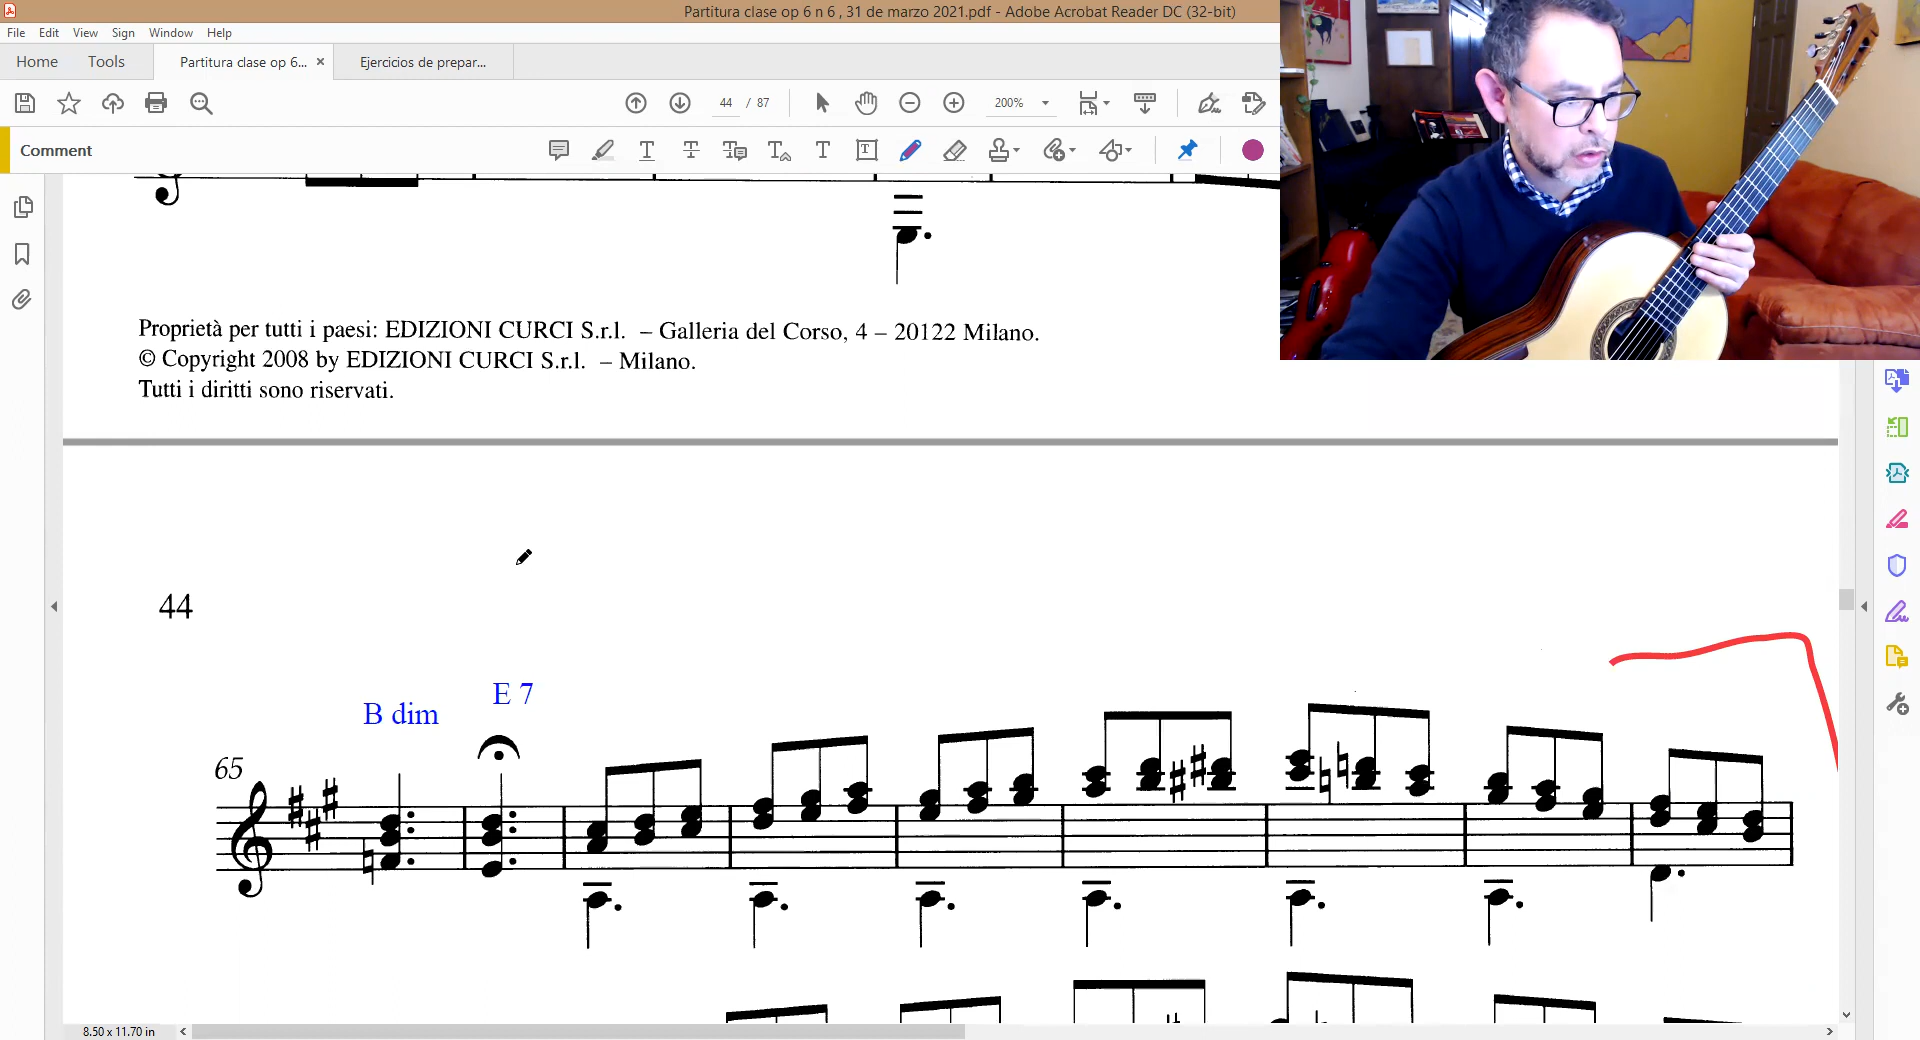 Partitura clase op 6 n 6 , 31 de marzo 2021.pdf - Adobe Acrobat Reader DC (32-bit)
File Edit View Sign Window Help
Home Tools Partitura clase op 6... × Ejercicios de prepar...
44 / 87 200%
Comment
Proprietà per tutti i paesi: EDIZIONI CURCI S.r.l. – Galleria del Corso, 4 – 20122 Milano.
© Copyright 2008 by EDIZIONI CURCI S.r.l. – Milano.
Tutti i diritti sono riservati.
44
B dim E 7
65
8.50 x 11.70 in